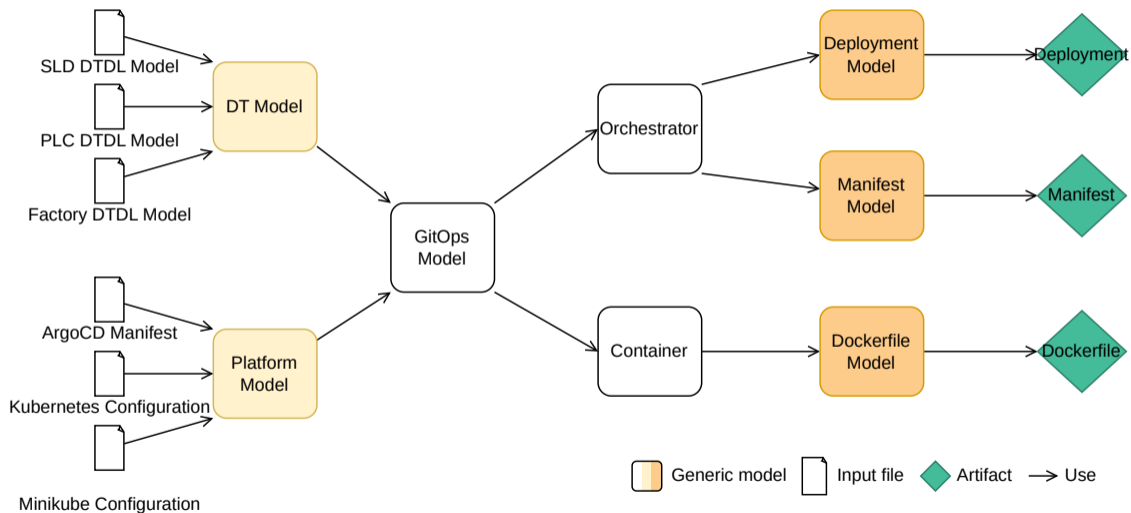 SLD DTDL Model
PLC DTDL Model
Factory DTDL Model
DT Model
ArgoCD Manifest
Kubernetes Configuration
Minikube Configuration
Platform
Model
GitOps
Model
Orchestrator
Container
Deployment
Model
Manifest
Model
Dockerfile
Model
Deployment
Manifest
Dockerfile
Generic model
Input file
Artifact
Use